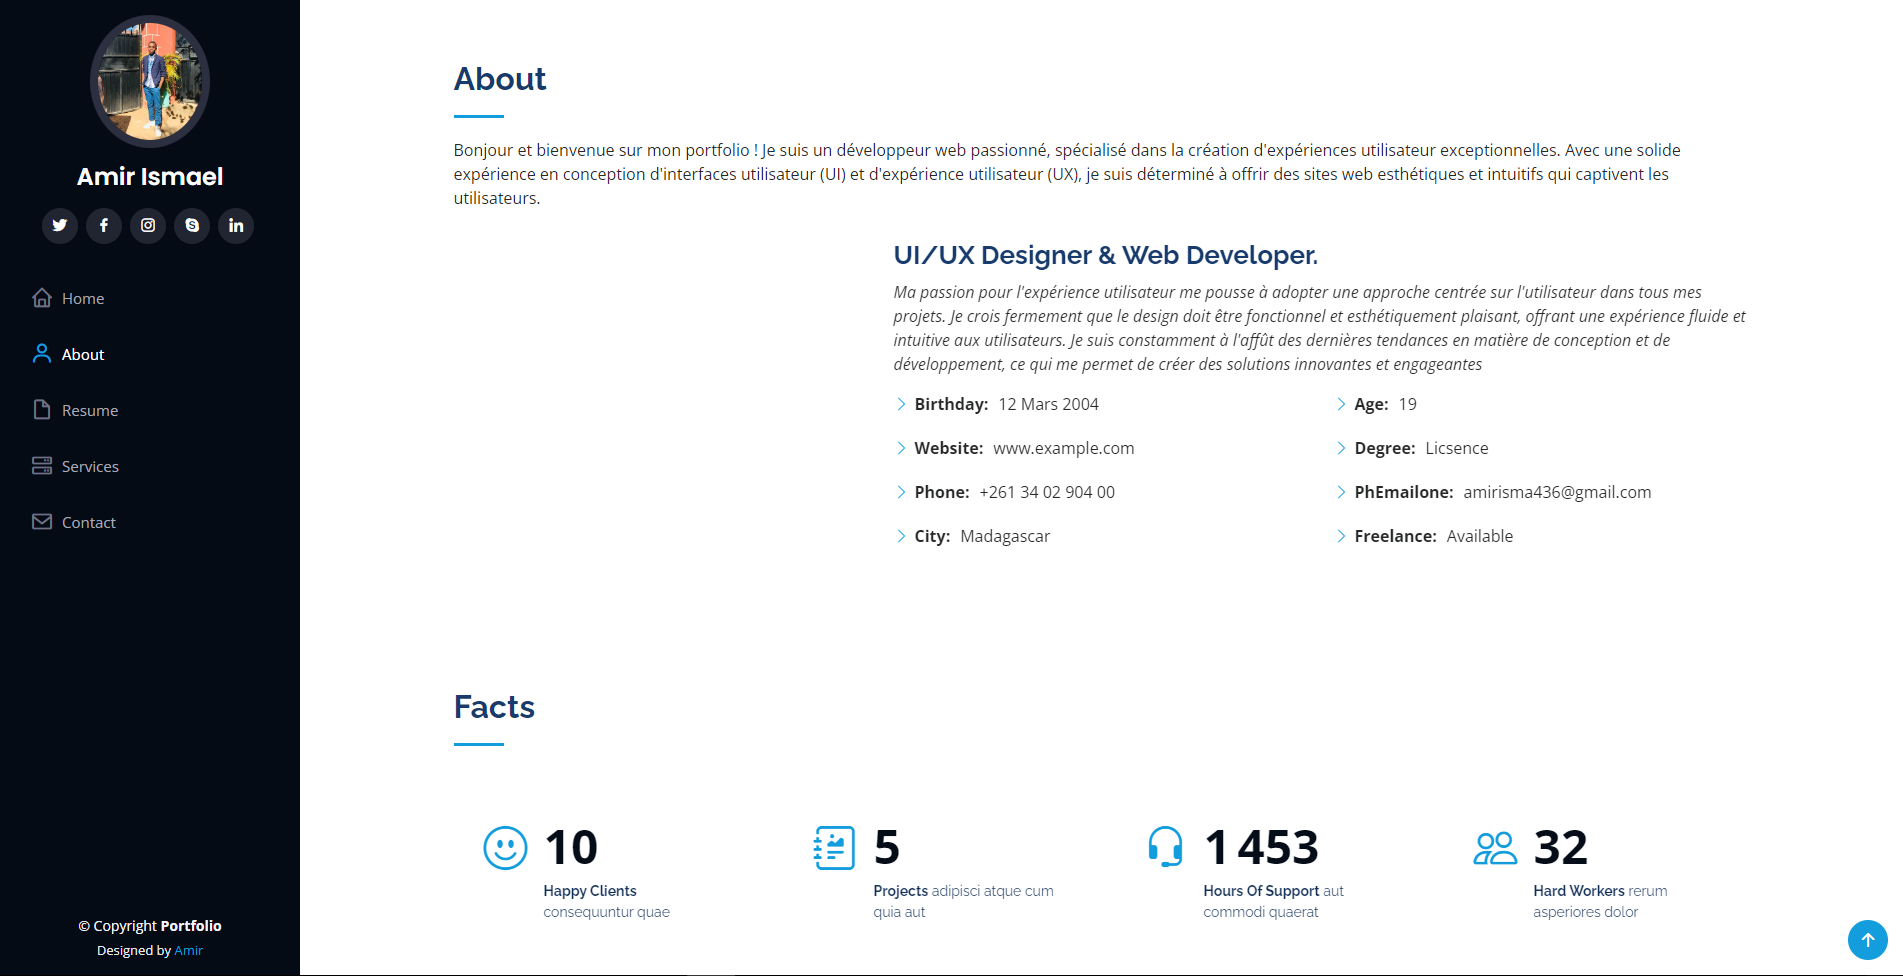 Amir Ismael
Home
About
Resume
Services
Contact
© Copyright Portfolio
Designed by Amir
About
Bonjour et bienvenue sur mon portfolio ! Je suis un développeur web passionné, spécialisé dans la création d'expériences utilisateur exceptionnelles. Avec une solide
expérience en conception d'interfaces utilisateur (UI) et d'expérience utilisateur (UX), je suis déterminé à offrir des sites web esthétiques et intuitifs qui captivent les
utilisateurs.
UI/UX Designer & Web Developer.
Ma passion pour l'expérience utilisateur me pousse à adopter une approche centrée sur l'utilisateur dans tous mes
projets. Je crois fermement que le design doit être fonctionnel et esthétiquement plaisant, offrant une expérience fluide et
intuitive aux utilisateurs. Je suis constamment à l'affût des dernières tendances en matière de conception et de
développement, ce qui me permet de créer des solutions innovantes et engageantes
Birthday: 12 Mars 2004
Age: 19
Website: www.example.com
Degree: Licsence
Phone: +261 34 02 904 00
PhEmailone: amirisma436@gmail.com
City: Madagascar
Freelance: Available
Facts
10
Happy Clients
consequuntur quae
5
Projects adipisci atque cum
quia aut
1 453
Hours Of Support aut
commodi quaerat
32
Hard Workers rerum
asperiores dolor